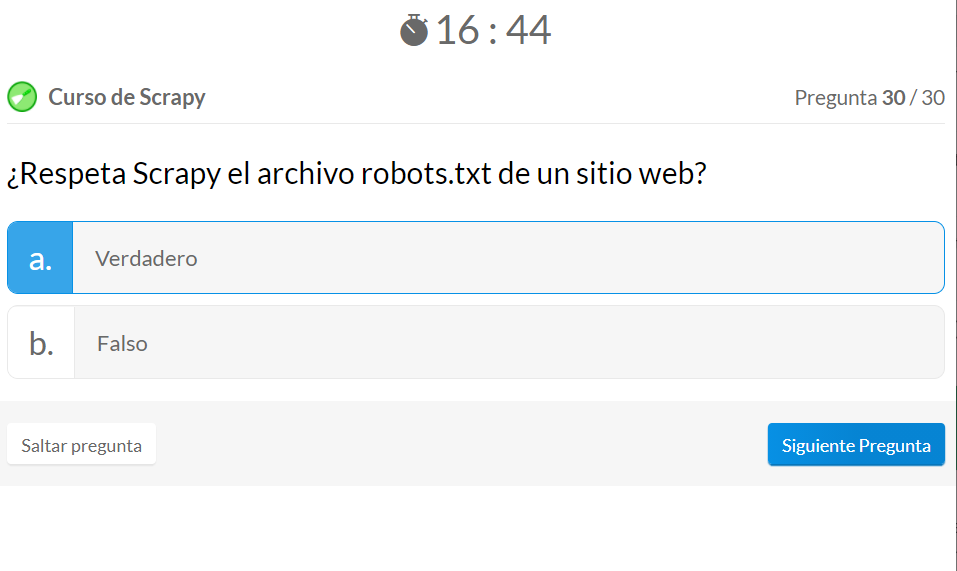 16 : 44
Curso de Scrapy
Pregunta 30 / 30
¿Respeta Scrapy el archivo robots.txt de un sitio web?
a. Verdadero
b. Falso
Saltar pregunta
Siguiente Pregunta